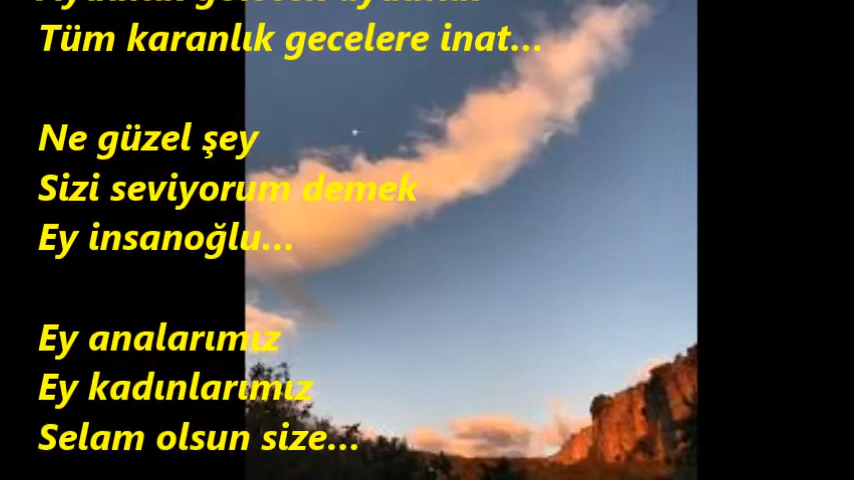 Tüm karanlık gecelere inat...
Ne güzel şey
Sizi seviyorum demek
Ey insanoğlu...
Ey analarımız
Ey kadınlarımız
Selam olsun size...